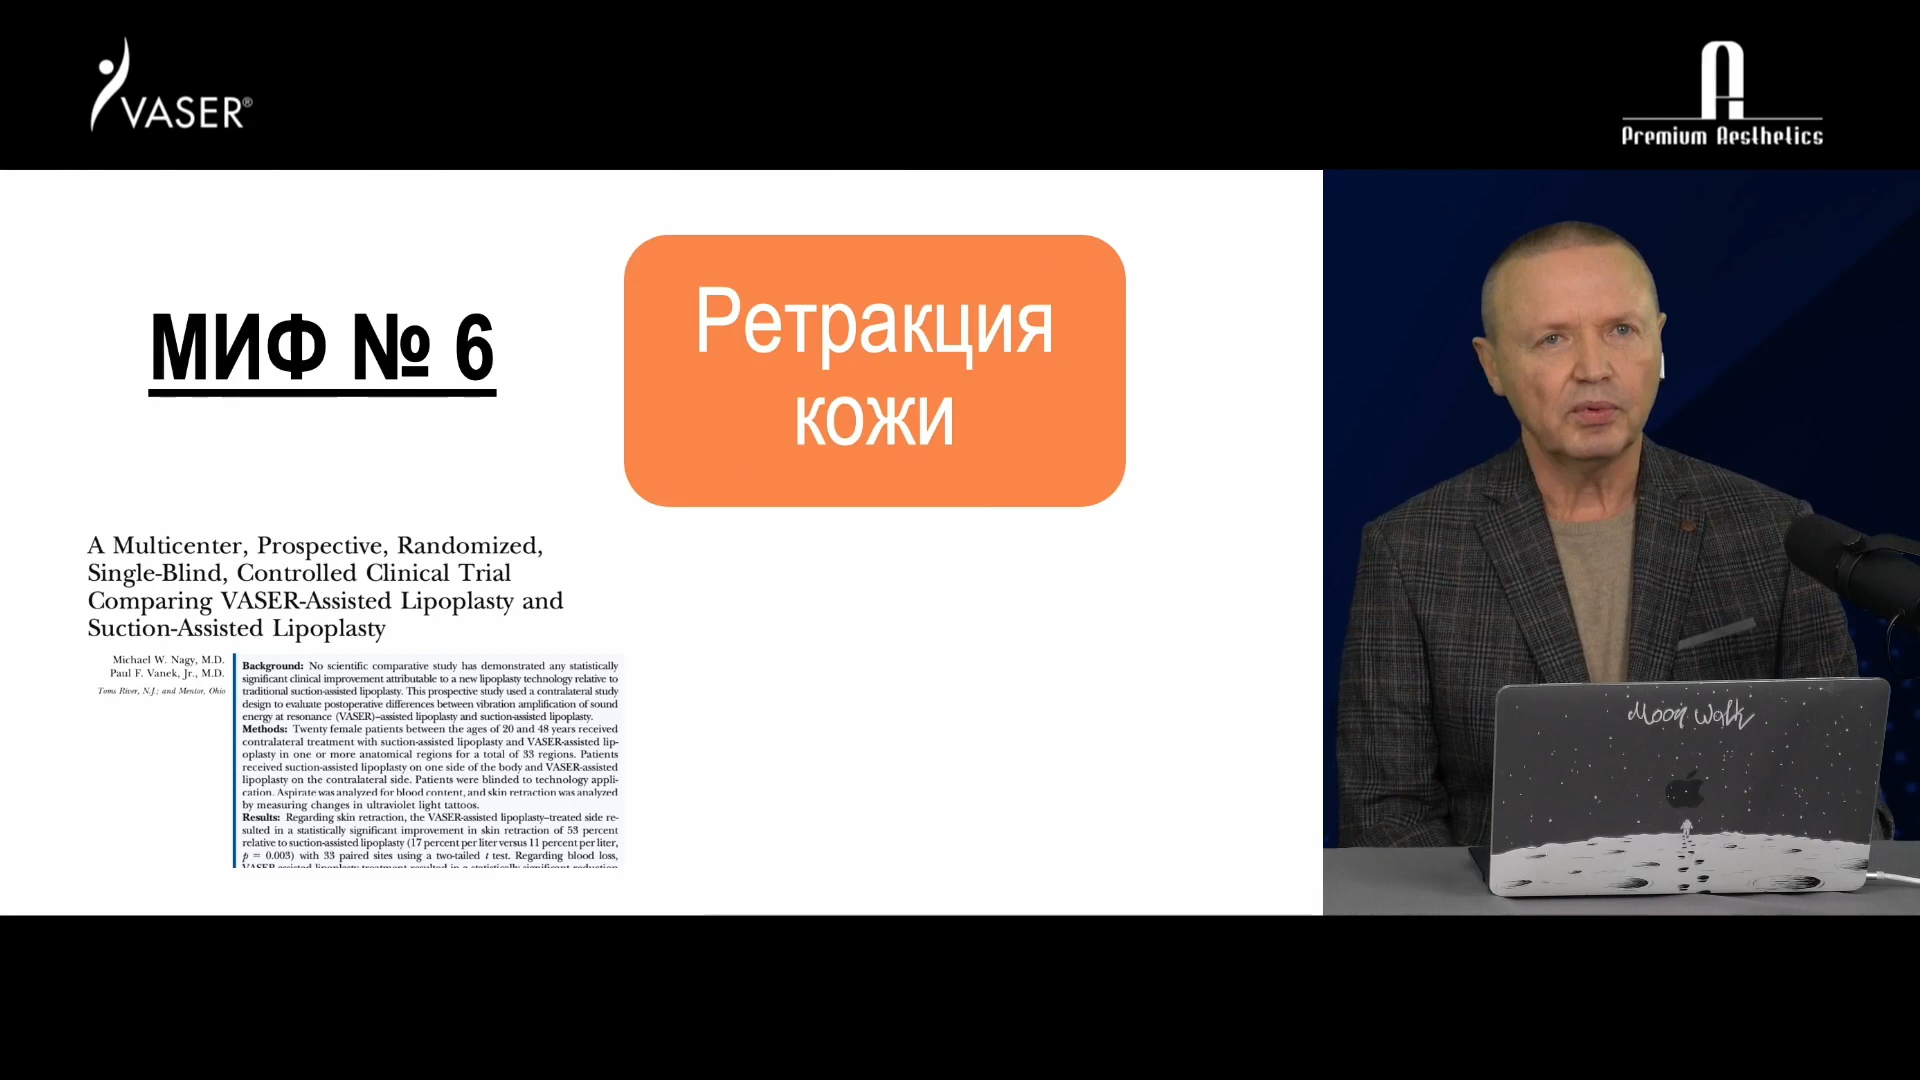 VASER®
Premium Aesthetics
МИФ № 6
Ретракция
кожи
A Multicenter, Prospective, Randomized,
Single-Blind, Controlled Clinical Trial
Comparing VASER-Assisted Lipoplasty and
Suction-Assisted Lipoplasty
Michael W. Nagy, M.D.
Paul F. Vanek, Jr., M.D.
Toms River, N.J.; and Mentor, Ohio
Background: No scientific comparative study has demonstrated any statistically
significant clinical improvement attributable to a new lipoplasty technology relative to
traditional suction-assisted lipoplasty. This prospective study used a contralateral study
design to evaluate postoperative differences between vibration amplification of sound
energy at resonance (VASER)–assisted lipoplasty and suction-assisted lipoplasty.
Methods: Twenty female patients between the ages of 20 and 48 years received
contralateral treatment with suction-assisted lipoplasty and VASER-assisted lip-
oplasty in one or more anatomical regions for a total of 33 regions. Patients
received suction-assisted lipoplasty on one side of the body and VASER-assisted
lipoplasty on the contralateral side. Patients were blinded to technology appli-
cation. Aspirate was analyzed for blood content, and skin retraction was analyzed
by measuring changes in ultraviolet light tattoos.
Results: Regarding skin retraction, the VASER-assisted lipoplasty–treated side re-
sulted in a statistically significant improvement in skin retraction of 53 percent
relative to suction-assisted lipoplasty (17 percent per liter versus 11 percent per liter,
p = 0.003) with 33 paired sites using a two-tailed t test. Regarding blood loss,
VASER-assisted lipoplasty treatment resulted in a statistically significant reduction
Moon Walk